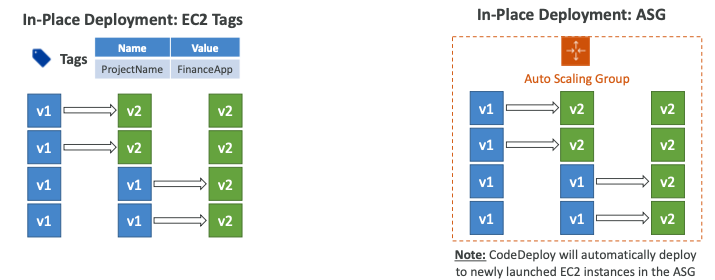 In-Place Deployment: EC2 Tags
Tags
Name Value
ProjectName FinanceApp
v1 v2 v2
v1 v2 v2
v1 v1 v2
v1 v1 v2
In-Place Deployment: ASG
Auto Scaling Group
v1 v2 v2
v1 v2 v2
v1 v1 v2
v1 v1 v2
Note: CodeDeploy will automatically deploy
to newly launched EC2 instances in the ASG